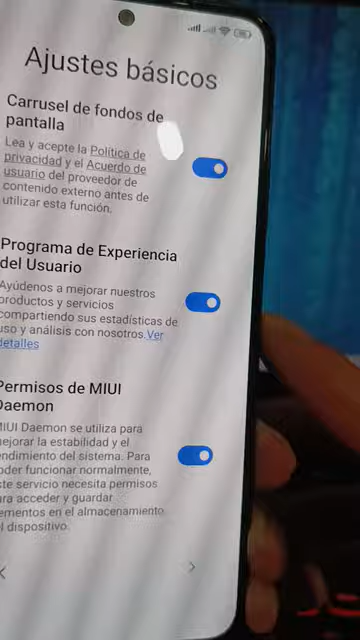 Ajustes básicos
Carrusel de fondos de
pantalla
Lea y acepte la Política de
privacidad y el Acuerdo de
usuario del proveedor de
contenido externo antes de
utilizar esta función.
Programa de Experiencia
del Usuario
Ayúdenos a mejorar nuestros
productos y servicios
compartiendo sus estadísticas de
uso y análisis con nosotros.Ver
detalles
Permisos de MIUI
Daemon
MIUI Daemon se utiliza para
mejorar la estabilidad y el
rendimiento del sistema. Para
poder funcionar normalmente,
este servicio necesita permisos
para acceder y guardar
elementos en el almacenamiento
del dispositivo.